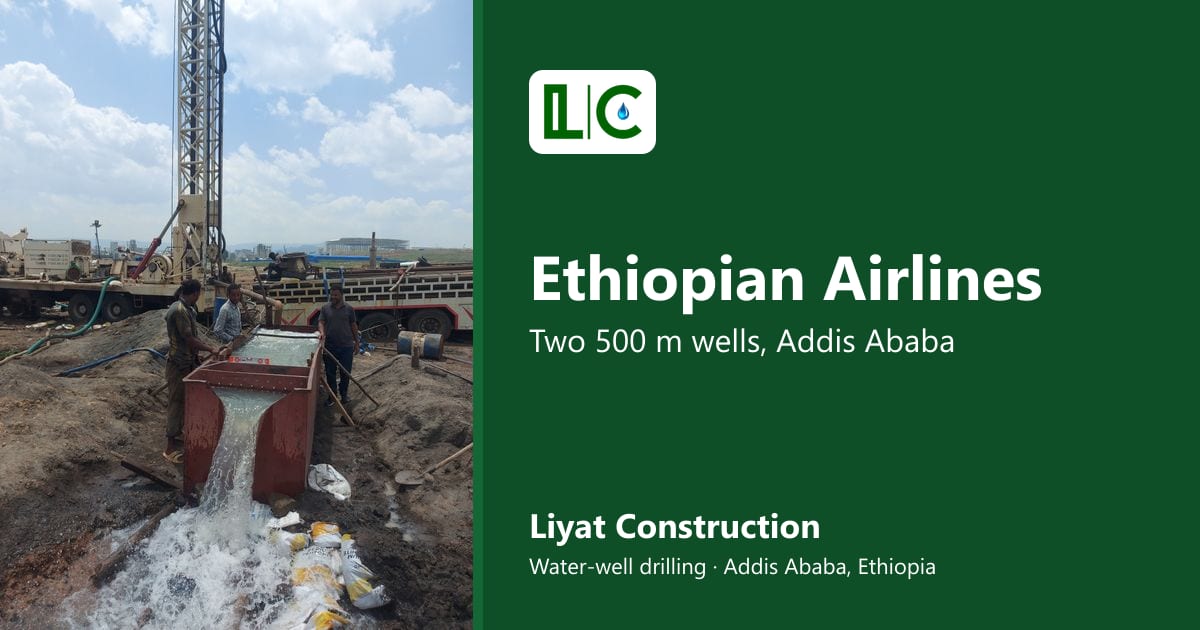 LC
Ethiopian Airlines
Two 500 m wells, Addis Ababa
Liyat Construction
Water-well drilling · Addis Ababa, Ethiopia